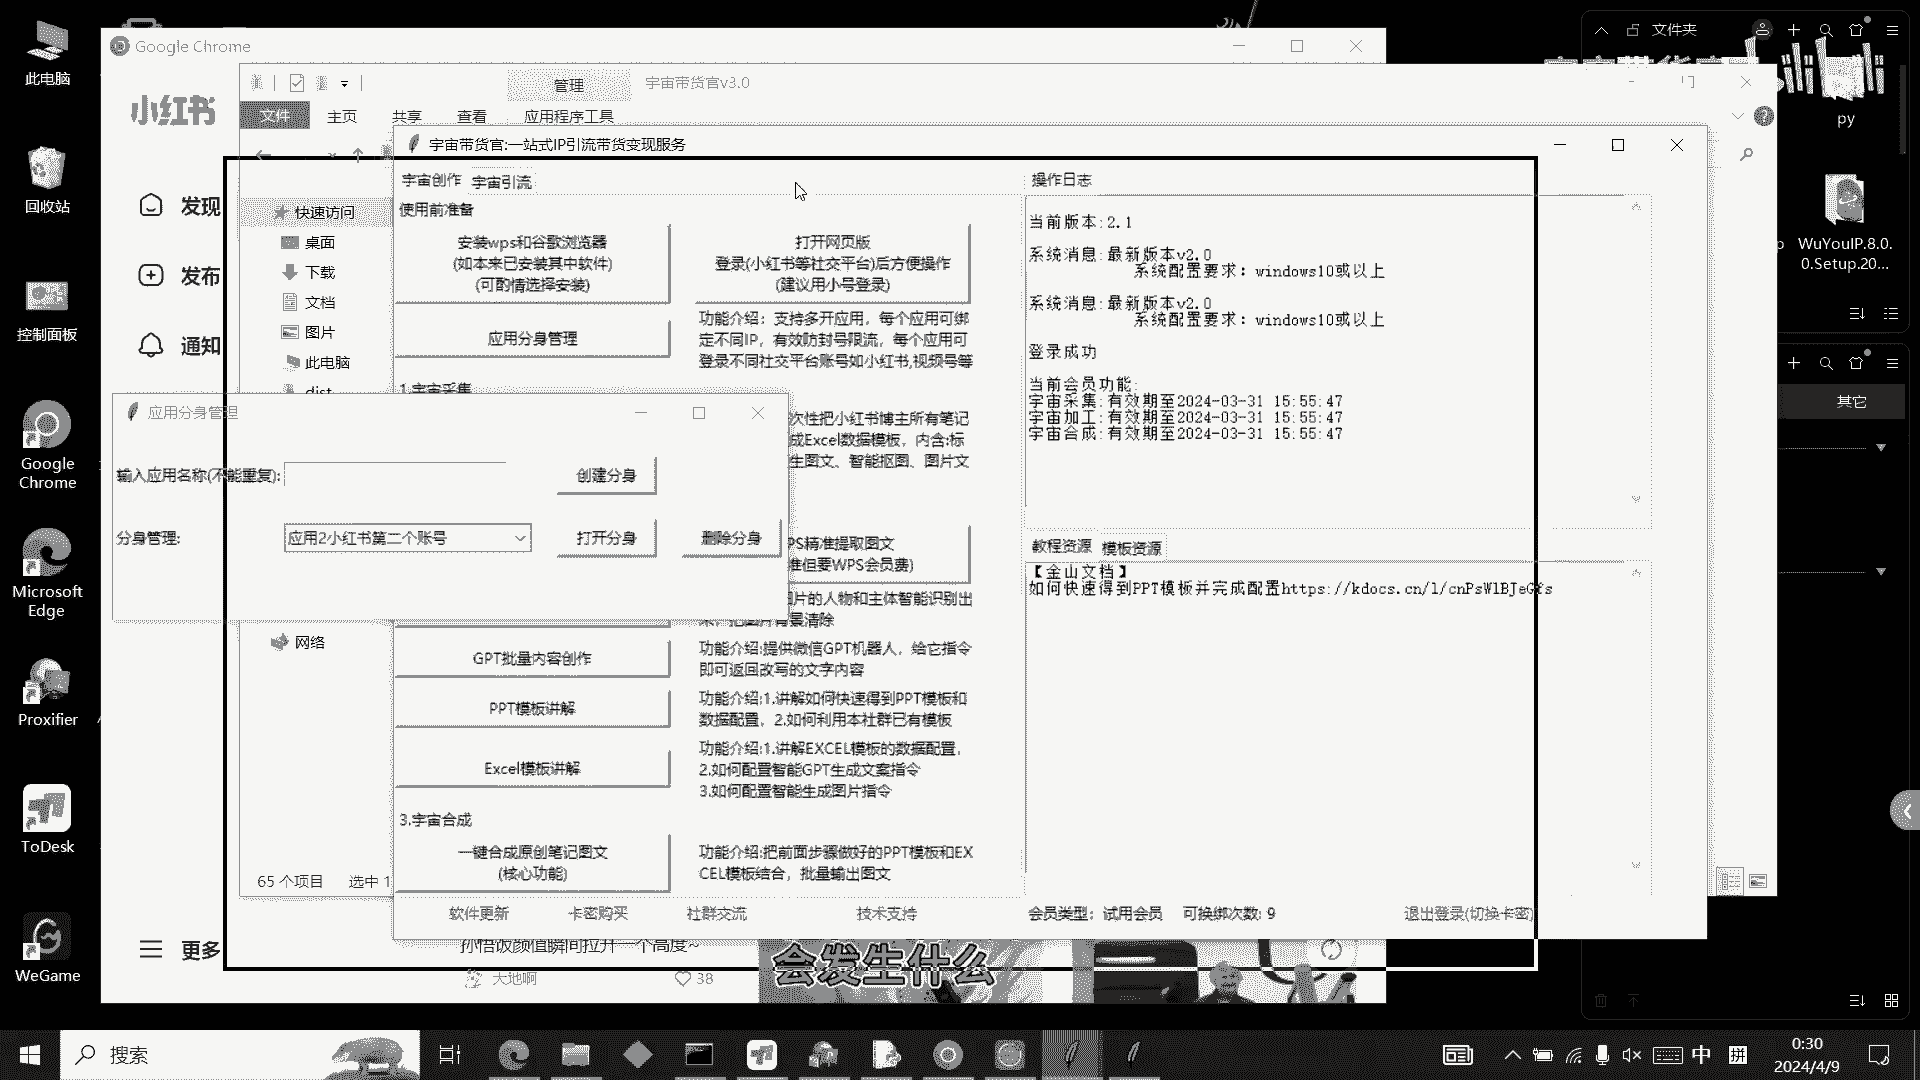 此电脑
回收站
控制面板
Google
Chrome
Microsoft
Edge
Proxifier
ToDesk
WeGame
Google Chrome
小红书
发现
发布
通知
更多
管理
宇宙带货官v3.0
文件
主页
共享
查看
应用程序工具
快速访问
桌面
下载
文档
图片
此电脑
dist
网络
65 个项目
选中 1
宇宙带货官:一站式IP引流带货变现服务
宇宙创作
宇宙引流
使用前准备
安装wps和谷歌浏览器
(如本来已安装其中软件)
(可酌情选择安装)
打开网页版
登录(小红书等社交平台)后方便操作
(建议用小号登录)
应用分身管理
功能介绍：支持多开应用，每个应用可绑
定不同IP，有效防封号限流，每个应用可
登录不同社交平台账号如小红书,视频号等
1.宇宙采集
次性把小红书博主所有笔记
成Excel数据模板，内含:标
生图文、智能抠图、图片文
应用分身管理
输入应用名称(不能重复):
创建分身
分身管理:
应用2小红书第二个账号
打开分身
删除分身
PS精准提取图文
准但要WPS会员费)
片的人物和主体智能识别出
来，把图片背景清除
GPT批量内容创作
功能介绍:提供微信GPT机器人，给它指令
即可返回改写的文字内容
PPT模板讲解
功能介绍:1.讲解如何快速得到PPT模板和
数据配置，2.如何利用本社群已有模板
Excel模板讲解
功能介绍:1.讲解EXCEL模板的数据配置，
2.如何配置智能GPT生成文案指令
3.如何配置智能生成图片指令
3.宇宙合成
一键合成原创笔记图文
(核心功能)
功能介绍:把前面步骤做好的PPT模板和EX
CEL模板结合，批量输出图文
软件更新
卡密购买
社群交流
技术支持
操作日志
当前版本:2.1
系统消息:最新版本v2.0
系统配置要求：windows10或以上
系统消息:最新版本v2.0
系统配置要求：windows10或以上
登录成功
当前会员功能:
宇宙采集:有效期至2024-03-31 15:55:47
宇宙加工:有效期至2024-03-31 15:55:47
宇宙合成:有效期至2024-03-31 15:55:47
教程资源
模板资源
【金山文档】
如何快速得到PPT模板并完成配置https://kdocs.cn/l/cnPsWlBJeGYs
会员类型：试用会员
可换绑次数: 9
退出登录(切换卡密)
孙悟饭颜值瞬间拉升一个高度~
大地啊
38
会发生什么
文件夹
bilibili
py
WuYouIP.8.0.
0.Setup.20...
其它
搜索
中
拼
0:30
2024/4/9